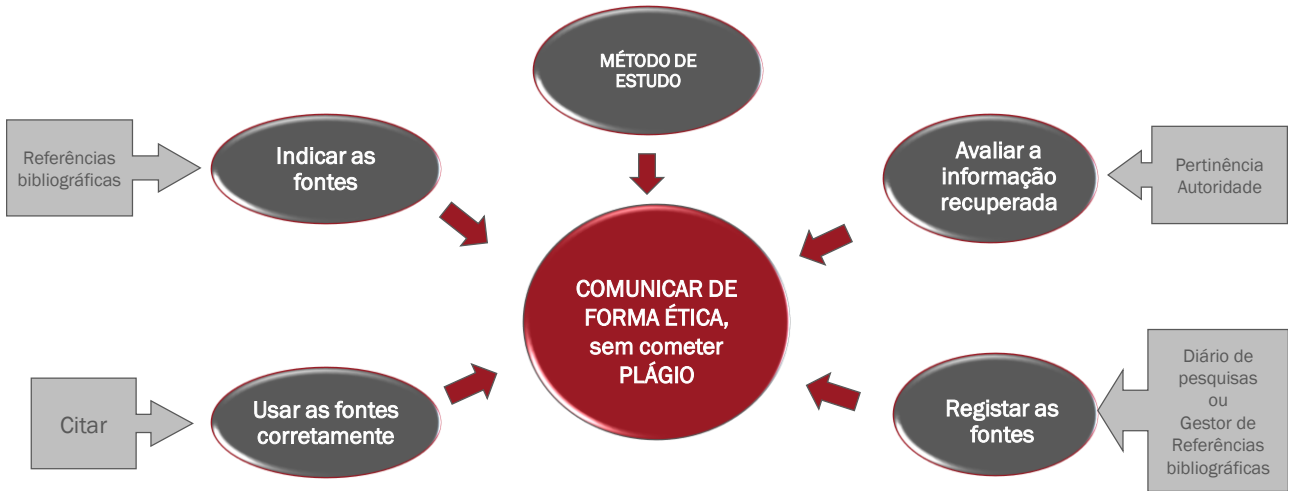 MÉTODO DE
ESTUDO
Referências
bibliográficas
Indicar as
fontes
Avaliar a
informação
recuperada
Pertinência
Autoridade
COMUNICAR DE
FORMA ÉTICA,
sem cometer
PLÁGIO
Citar
Usar as fontes
corretamente
Registar as
fontes
Diário de
pesquisas
ou
Gestor de
Referências
bibliográficas